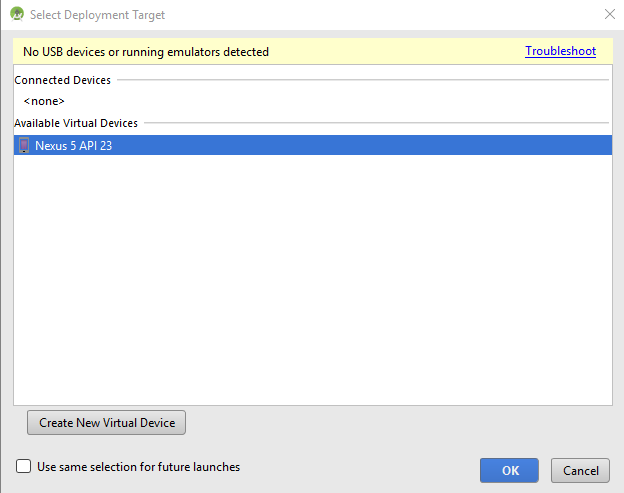 Select Deployment Target
No USB devices or running emulators detected
Troubleshoot
Connected Devices
<none>
Available Virtual Devices
Nexus 5 API 23
Create New Virtual Device
Use same selection for future launches
OK
Cancel